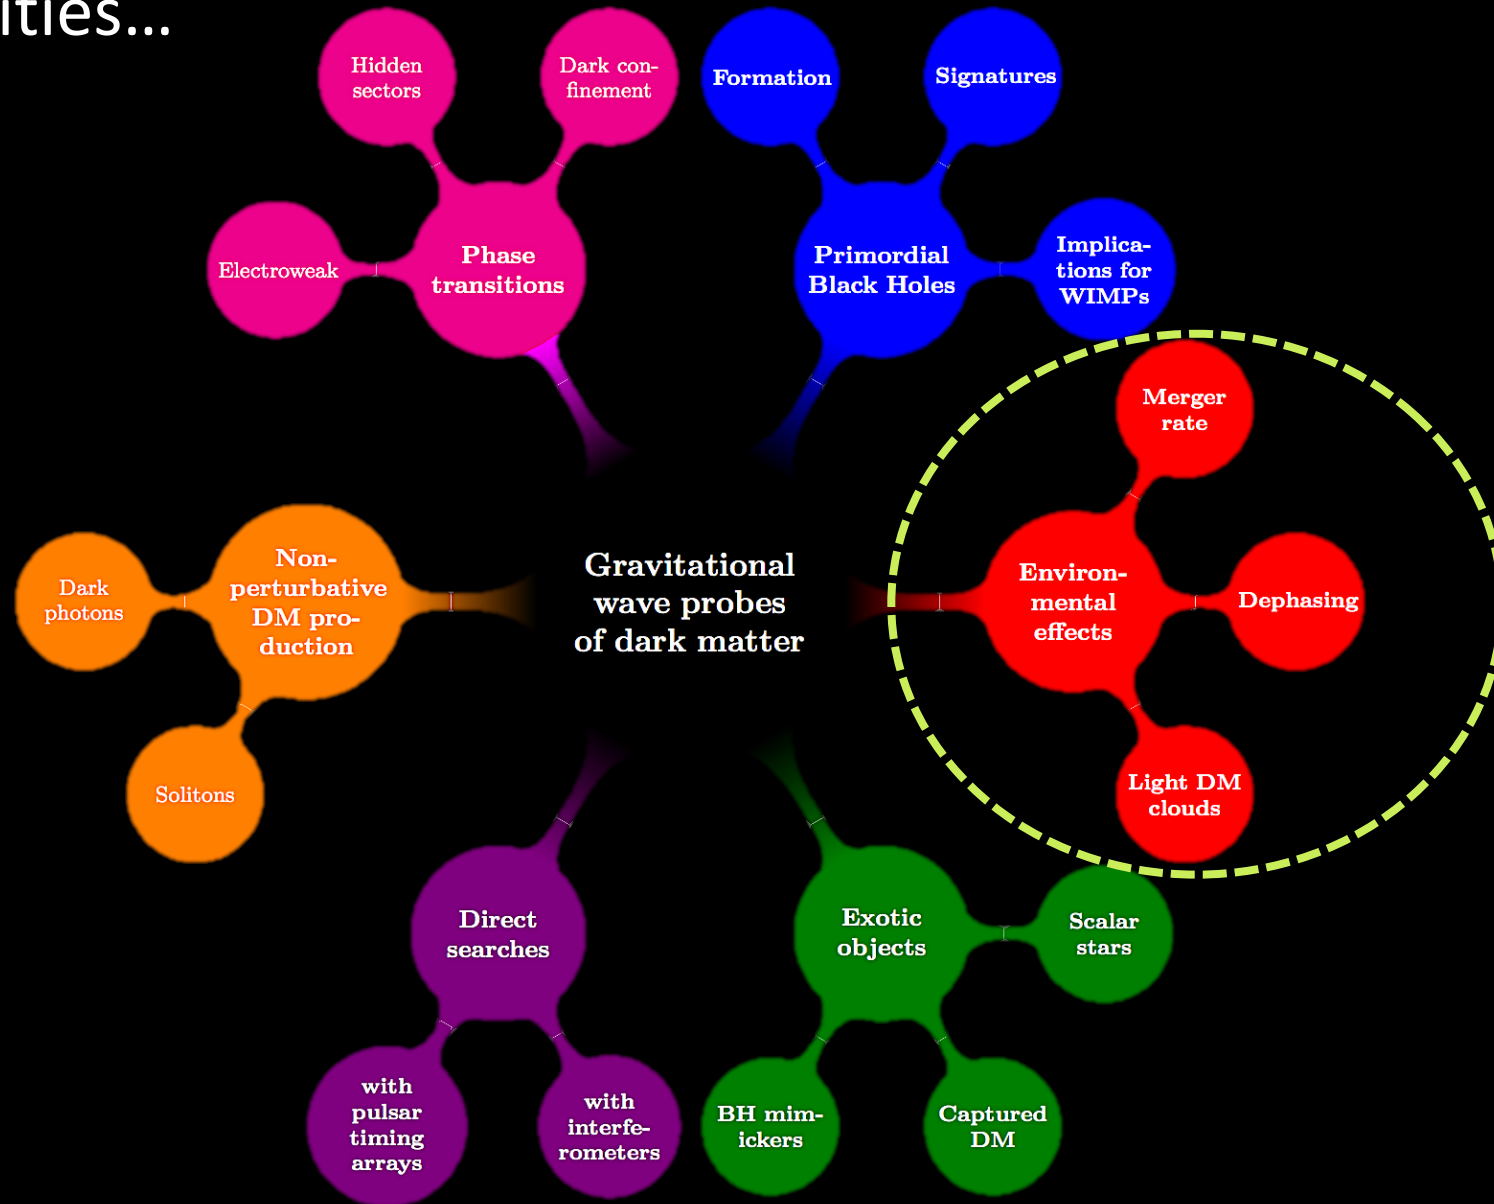 ities...
Hidden
sectors
Dark con-
finement
Formation
Signatures
Electroweak
Phase
transitions
Primordial
Black Holes
Implica-
tions for
WIMPs
Merger
rate
Dark
photons
Non-
perturbative
DM pro-
duction
Gravitational
wave probes
of dark matter
Environ-
mental
effects
Dephasing
Solitons
Light DM
clouds
Direct
searches
Exotic
objects
Scalar
stars
with
pulsar
timing
arrays
with
interfe-
rometers
BH mim-
ickers
Captured
DM